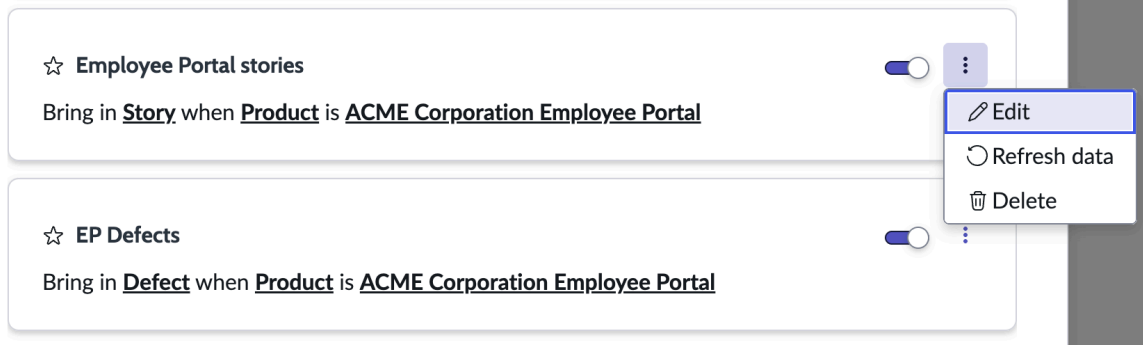 Employee Portal stories
Bring in Story when Product is ACME Corporation Employee Portal
Edit
Refresh data
Delete
EP Defects
Bring in Defect when Product is ACME Corporation Employee Portal